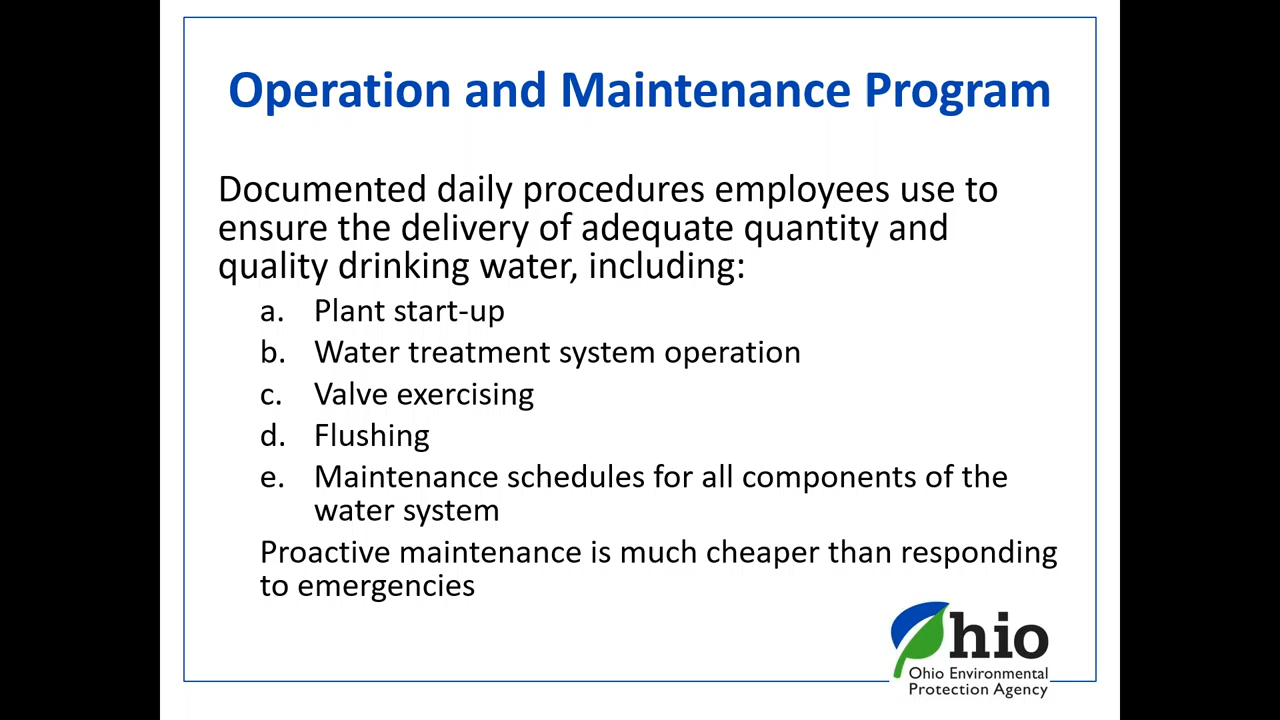 Operation and Maintenance Program
Documented daily procedures employees use to
ensure the delivery of adequate quantity and
quality drinking water, including:
a. Plant start-up
b. Water treatment system operation
c. Valve exercising
d. Flushing
e. Maintenance schedules for all components of the
water system
Proactive maintenance is much cheaper than responding
to emergencies
Ohio
Ohio Environmental
Protection Agency